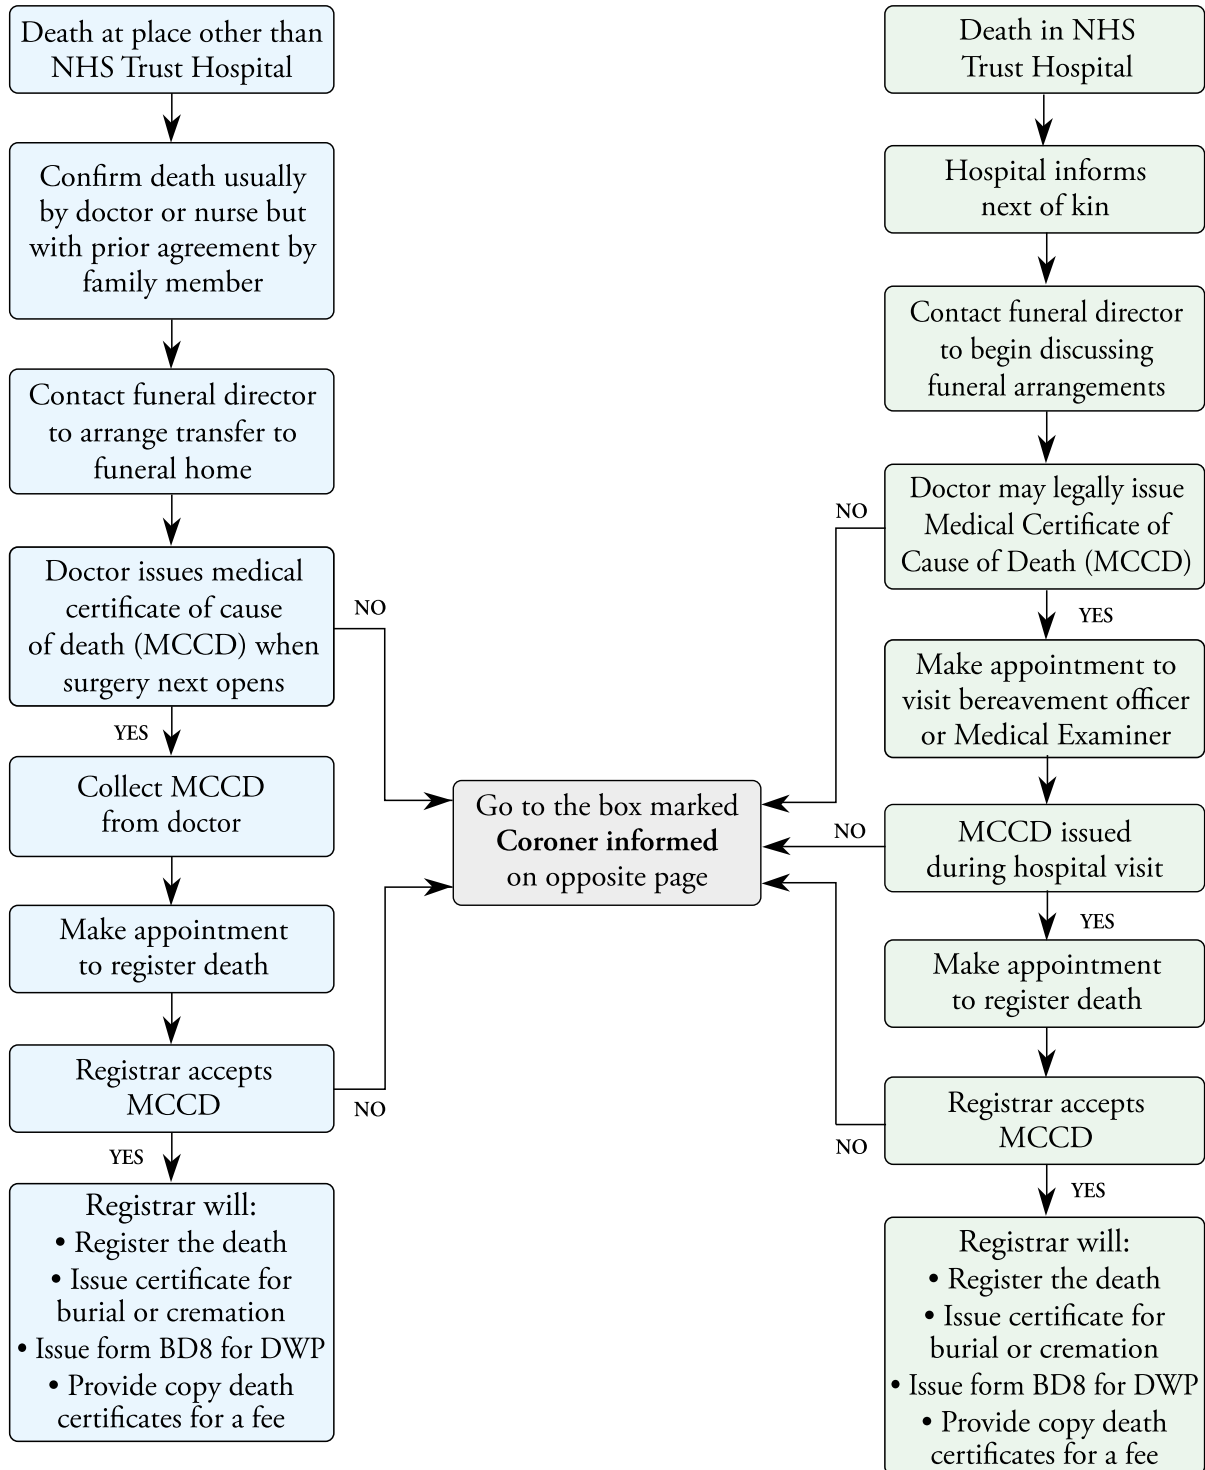 Death at place other than
NHS Trust Hospital
Confirm death usually
by doctor or nurse but
with prior agreement by
family member
Contact funeral director
to arrange transfer to
funeral home
Doctor issues medical
certificate of cause
of death (MCCD) when
surgery next opens
NO
YES
Collect MCCD
from doctor
Make appointment
to register death
Registrar accepts
MCCD
NO
YES
Registrar will:
• Register the death
• Issue certificate for
burial or cremation
• Issue form BD8 for DWP
• Provide copy death
certificates for a fee
Go to the box marked
Coroner informed
on opposite page
Death in NHS
Trust Hospital
Hospital informs
next of kin
Contact funeral director
to begin discussing
funeral arrangements
Doctor may legally issue
Medical Certificate of
Cause of Death (MCCD)
NO
YES
Make appointment to
visit bereavement officer
or Medical Examiner
MCCD issued
during hospital visit
NO
YES
Make appointment
to register death
Registrar accepts
MCCD
NO
YES
Registrar will:
• Register the death
• Issue certificate for
burial or cremation
• Issue form BD8 for DWP
• Provide copy death
certificates for a fee